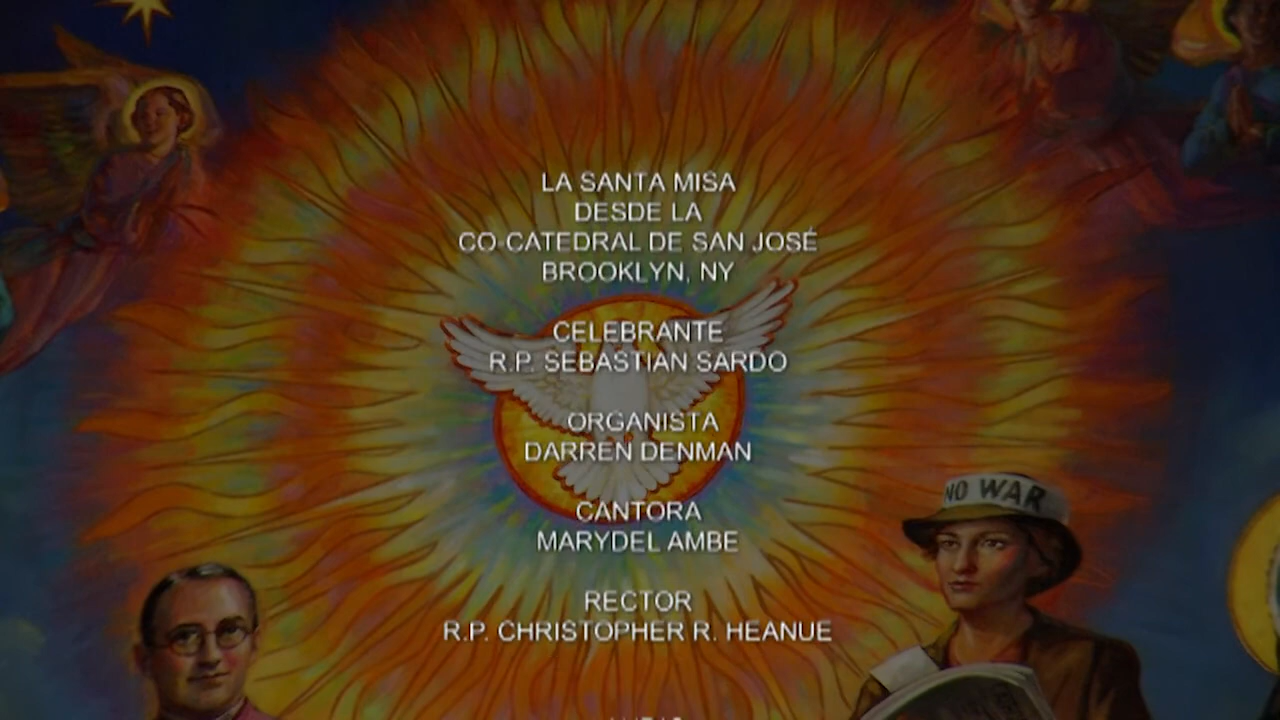 LA SANTA MISA
DESDE LA
CO-CATEDRAL DE SAN JOSÉ
BROOKLYN, NY
CELEBRANTE
R.P. SEBASTIAN SARDO
ORGANISTA
DARREN DENMAN
CANTORA
MARYDEL AMBE
NO WAR
RECTOR
R.P. CHRISTOPHER R. HEANUE